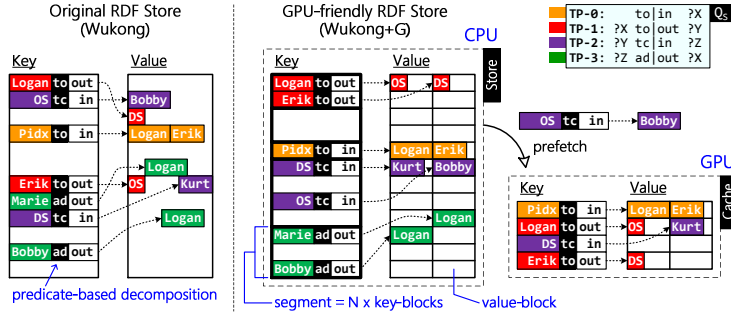 Original RDF Store
(Wukong)
Key Value
Logan to out
OS tc in
Bobby
DS
Pidx to in
Logan Erik
Logan
Erik to out
OS
Kurt
Marie ad out
DS tc in
Logan
Bobby ad out
predicate-based decomposition
GPU-friendly RDF Store
(Wukong+G)
CPU
Store
Key Value
Logan to out
OS DS
Erik to out
Pidx to in
Logan Erik
DS tc in
Kurt Bobby
OS tc in
Logan
Marie ad out
Logan
Bobby ad out
segment = N x key-blocks
value-block
TP-0: to|in ?X
TP-1: ?X to|out ?Y
TP-2: ?Y tc|in ?Z
TP-3: ?Z ad|out ?X
QS
OS tc in
Bobby
prefetch
GPU
Cache
Key Value
Pidx to in
Logan Erik
Logan to out
OS Kurt
DS tc in
Erik to out
DS